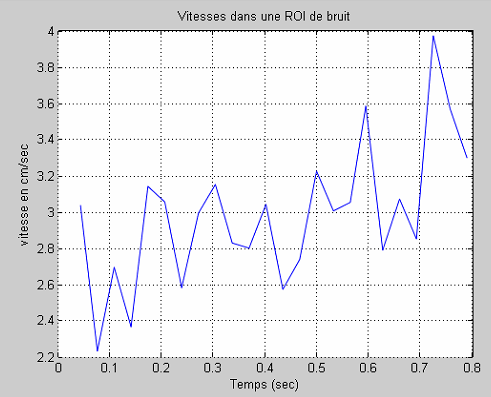 Vitesses dans une ROI de bruit
4
3.8
3.6
3.4
3.2
3
2.8
2.6
2.4
2.2
vitesse en cm/sec
0 0.1 0.2 0.3 0.4 0.5 0.6 0.7 0.8
Temps (sec)